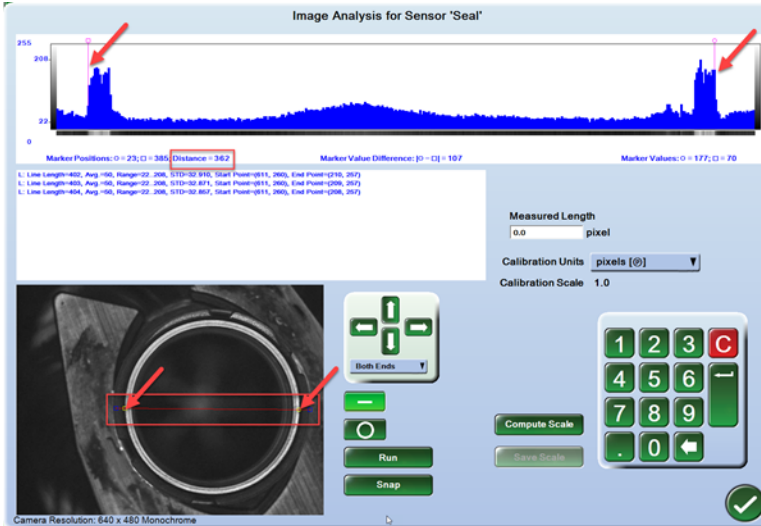 Image Analysis for Sensor 'Seal'
255
208
22
0
Marker Positions: O = 23; □ = 385; Distance = 362
Marker Value Difference: |O - □| = 107
Marker Values: O = 177; □ = 70
L: Line Length=402, Avg.=50, Range=22..208, STD=32.910, Start Point=(611, 260), End Point=(210, 257)
L: Line Length=403, Avg.=50, Range=22..208, STD=32.871, Start Point=(611, 260), End Point=(209, 257)
L: Line Length=404, Avg.=50, Range=22..208, STD=32.857, Start Point=(611, 260), End Point=(208, 257)
Measured Length
0.0 pixel
Calibration Units pixels [℗]
Calibration Scale 1.0
Both Ends
Run
Snap
Compute Scale
Save Scale
1 2 3 C
4 5 6
7 8 9
. 0
Camera Resolution: 640 x 480 Monochrome